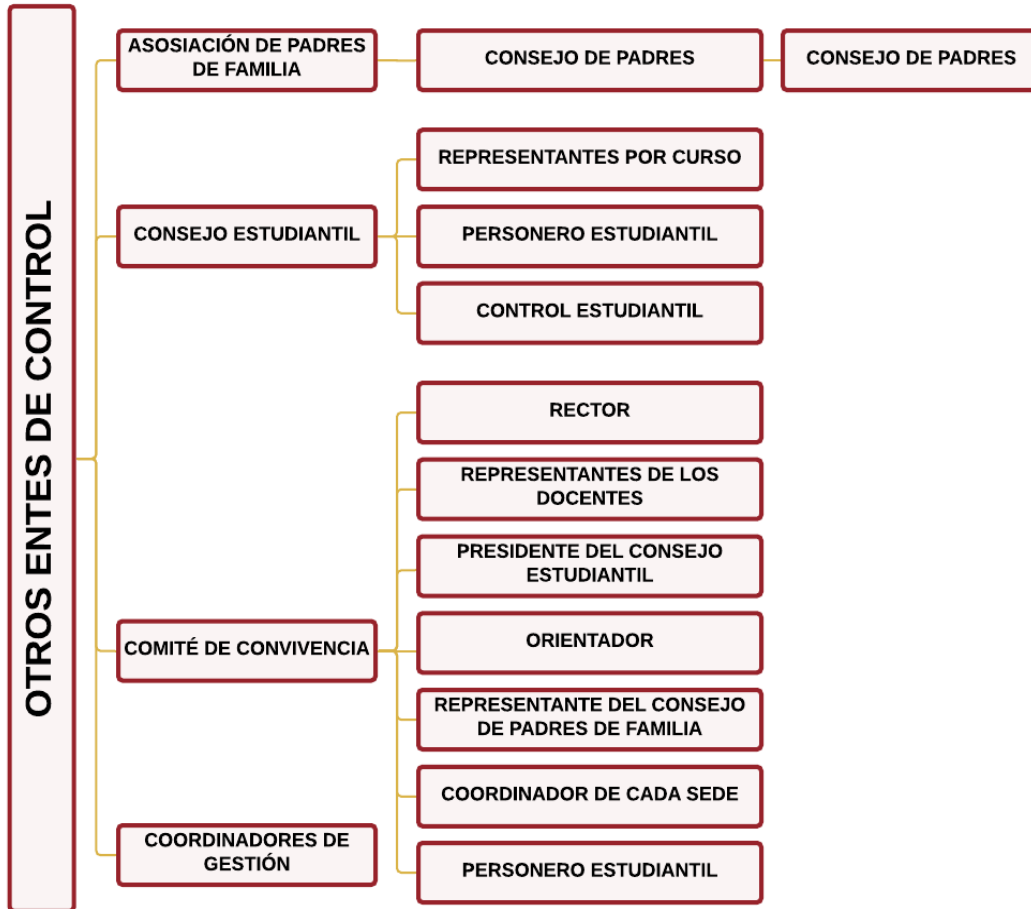 OTROS ENTES DE CONTROL
ASOSIACIÓN DE PADRES
DE FAMILIA
CONSEJO DE PADRES
CONSEJO DE PADRES
CONSEJO ESTUDIANTIL
REPRESENTANTES POR CURSO
PERSONERO ESTUDIANTIL
CONTROL ESTUDIANTIL
COMITÉ DE CONVIVENCIA
RECTOR
REPRESENTANTES DE LOS
DOCENTES
PRESIDENTE DEL CONSEJO
ESTUDIANTIL
ORIENTADOR
REPRESENTANTE DEL CONSEJO
DE PADRES DE FAMILIA
COORDINADOR DE CADA SEDE
PERSONERO ESTUDIANTIL
COORDINADORES DE
GESTIÓN